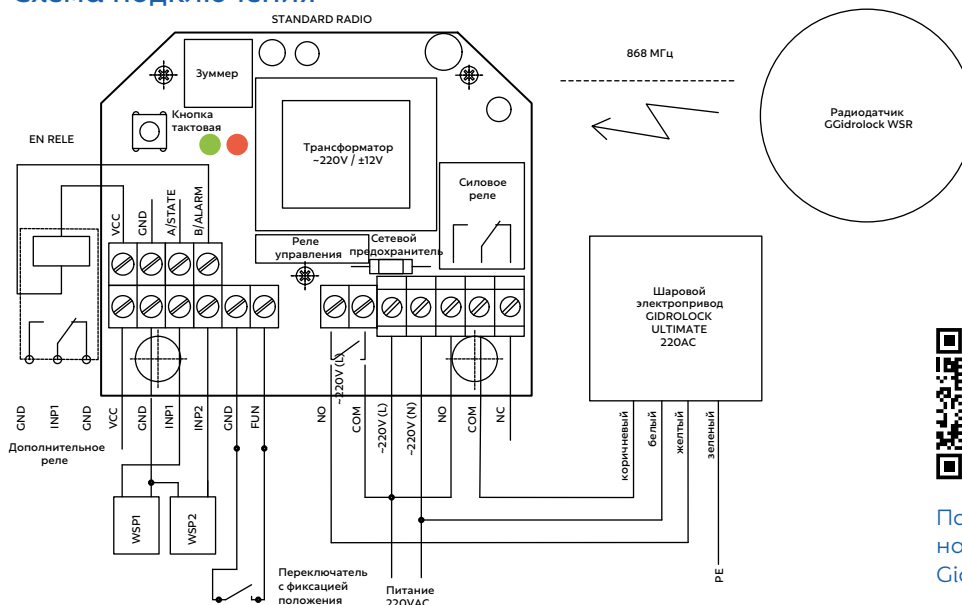 Схема подключения
STANDARD RADIO
868 МГц
Зуммер
Кнопка
тактовая
Трансформатор
~220V / ±12V
Радиодатчик
GGidrolock WSR
EN RELE
Силовое
реле
VCC
GND
A/STATE
B/ALARM
Реле
управления
Сетевой
предохранитель
Шаровой
электропривод
GIDROLOCK
ULTIMATE
220AC
~220V (L)
GND
INP1
GND
VCC
GND
INP1
INP2
GND
FUN
NO
COM
~220V (L)
~220V (N)
NO
COM
NC
коричневый
белый
желтый
зеленый
Дополнительное
реле
WSP1
WSP2
PE
Переключатель
с фиксацией
положения
Питание
220VAC